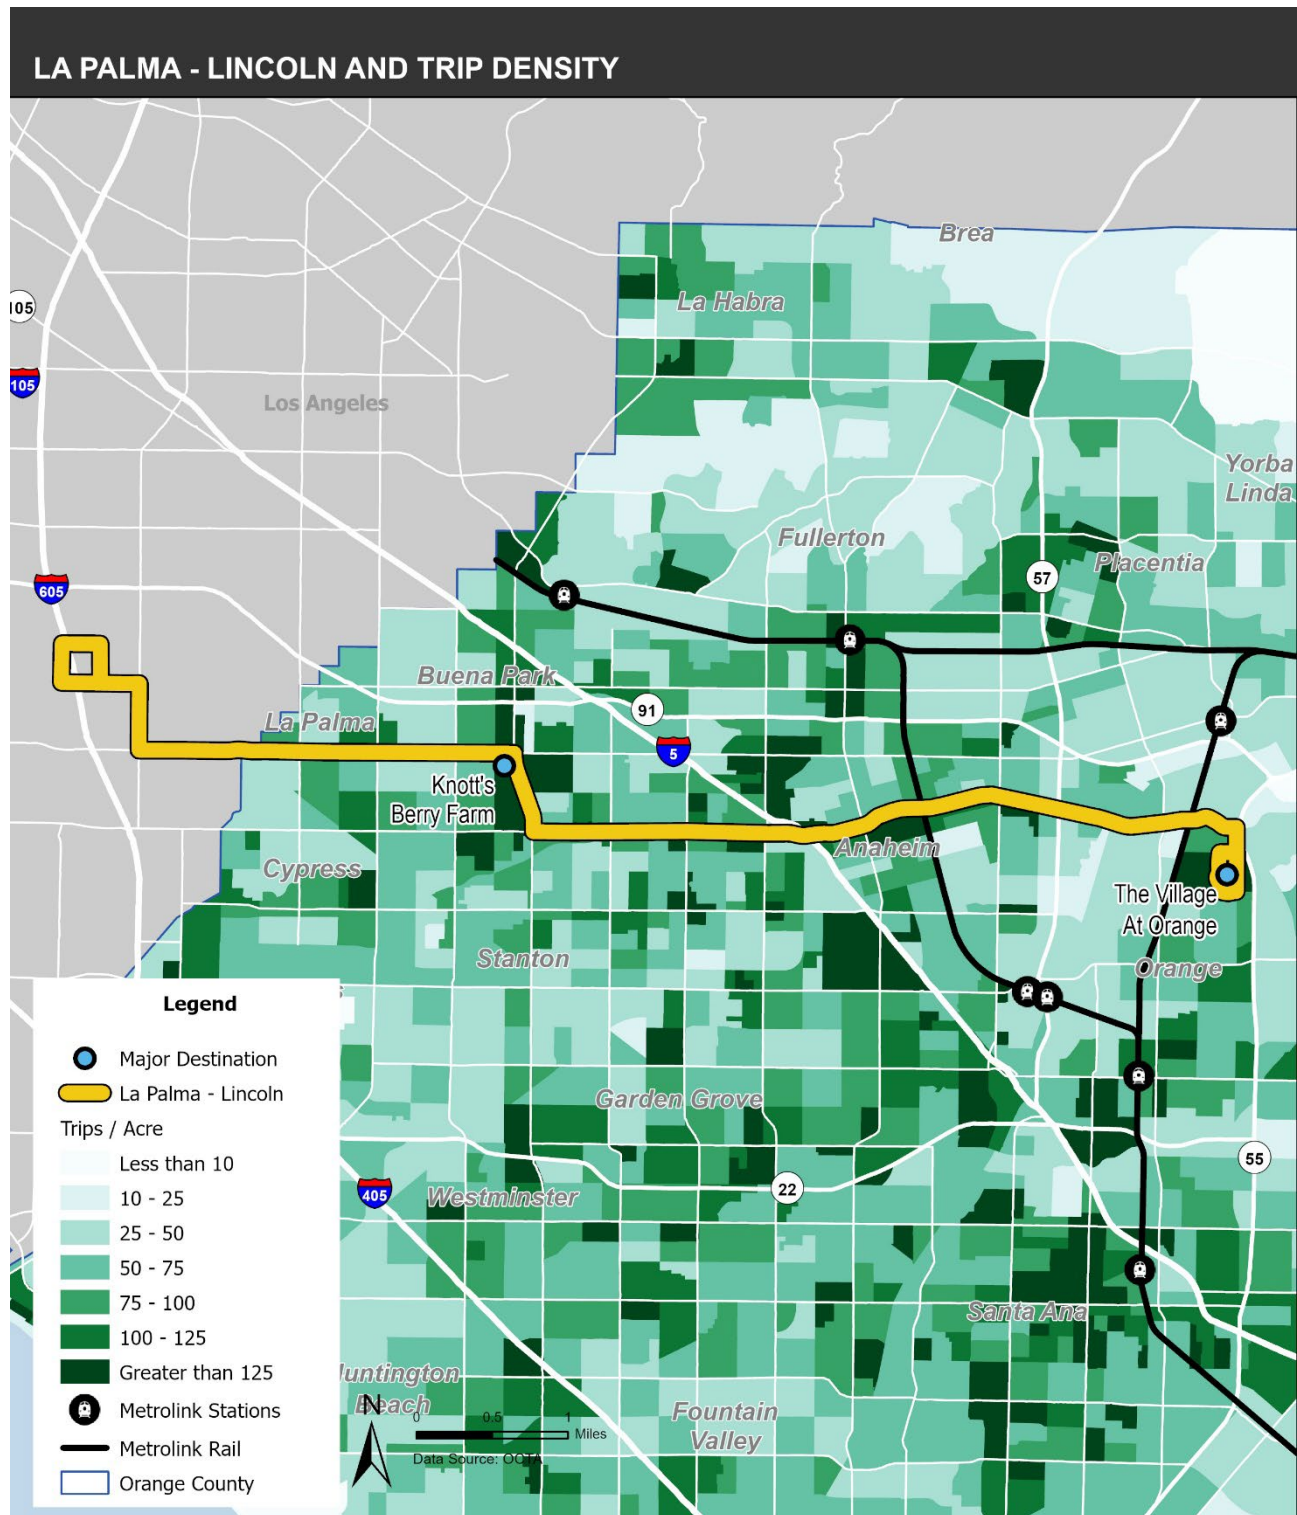 LA PALMA - LINCOLN AND TRIP DENSITY
Brea
La Habra
105
105
Los Angeles
Yorba
Linda
Fullerton
Placentia
57
605
Buena Park
La Palma
91
5
Knott's
Berry Farm
Anaheim
Cypress
The Village
At Orange
Stanton
Orange
Garden Grove
55
22
405
Westminster
Santa Ana
Huntington
Beach
Fountain
Valley
Legend
Major Destination
La Palma - Lincoln
Trips / Acre
Less than 10
10 - 25
25 - 50
50 - 75
75 - 100
100 - 125
Greater than 125
Metrolink Stations
Metrolink Rail
Orange County
N
0 0.5 1
Miles
Data Source: OCTA